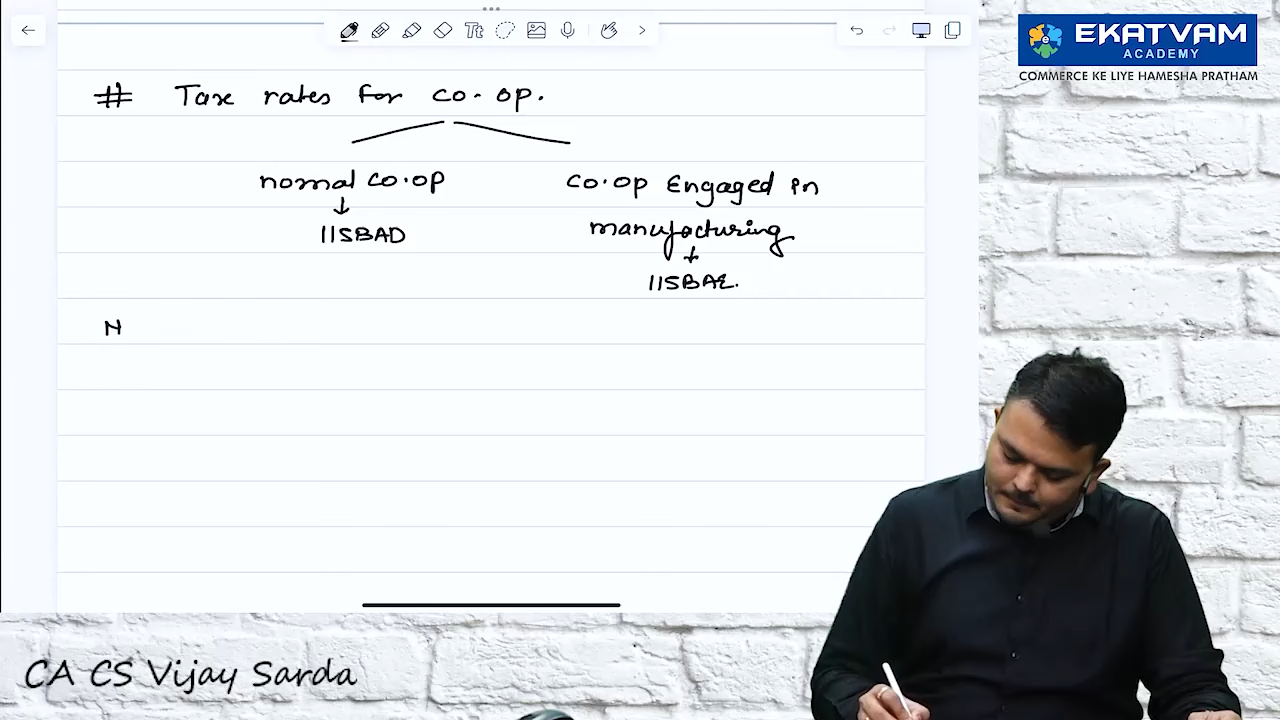 EKATVAM
ACADEMY
COMMERCE KE LIYE HAMESHA PRATHAM
# Tax rates for co-op.
normal co.op
↓
115BAD
co.op Engaged in
manufacturing
↓
115BAE.
N
CA CS Vijay Sarda